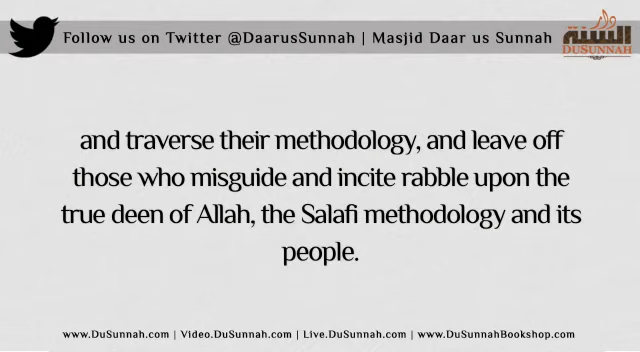 Follow us on Twitter @DaarusSunnah | Masjid Daar us Sunnah
دار
السنة
DUSUNNAH
and traverse their methodology, and leave off
those who misguide and incite rabble upon the
true deen of Allah, the Salafi methodology and its
people.
www.DuSunnah.com | Video.DuSunnah.com | Live.DuSunnah.com | www.DuSunnahBookshop.com